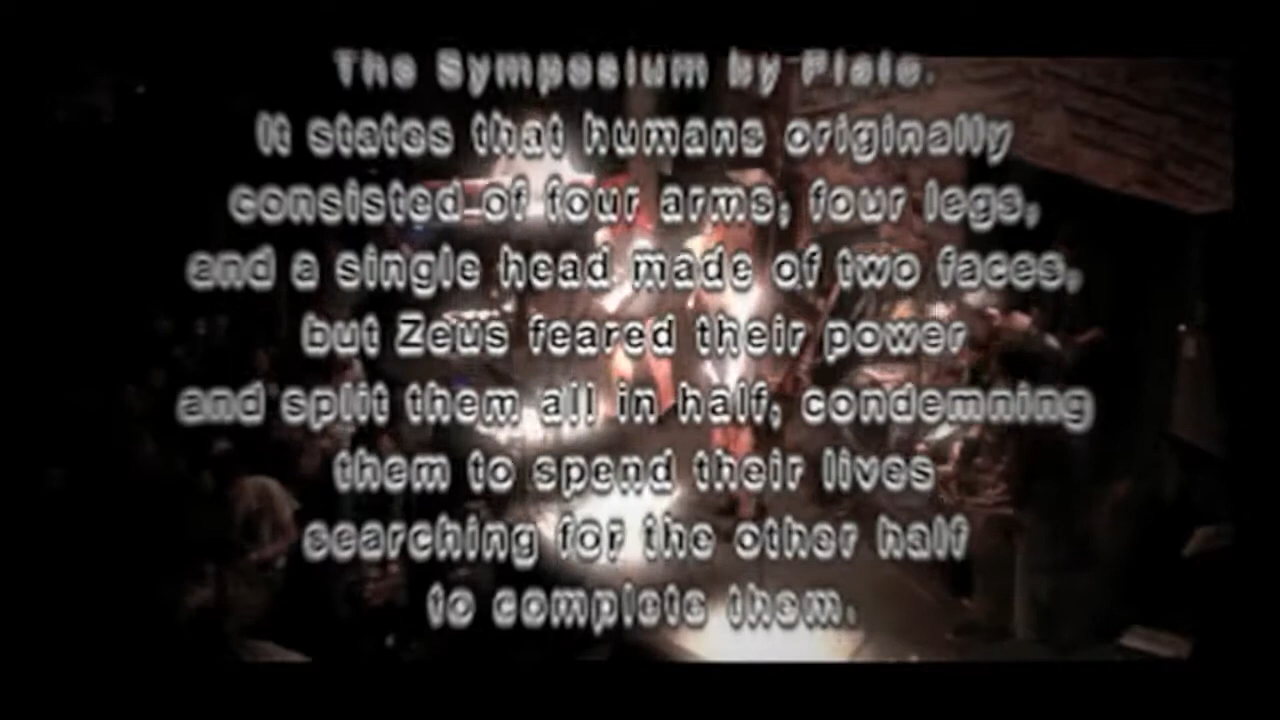 The Symposium by Plato.
It states that humans originally
consisted of four arms, four legs,
and a single head made of two faces,
but Zeus feared their power
and split them all in half, condemning
them to spend their lives
searching for the other half
to complete them.